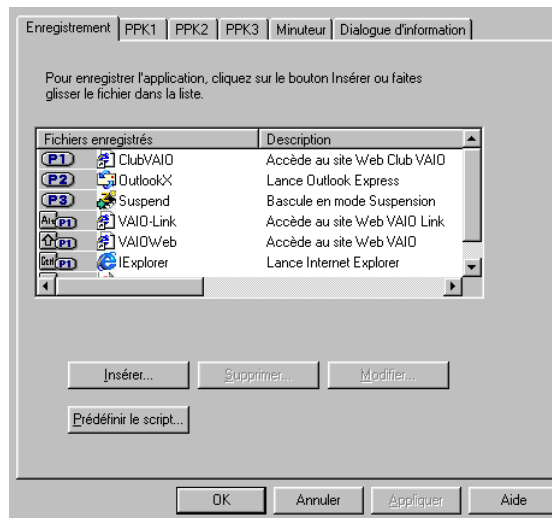 Enregistrement PPK1 PPK2 PPK3 Minuteur Dialogue d'information
Pour enregistrer l'application, cliquez sur le bouton Insérer ou faites
glisser le fichier dans la liste.
Fichiers enregistrés Description
P1 ClubVAIO Accède au site Web Club VAIO
P2 OutlookX Lance Outlook Express
P3 Suspend Bascule en mode Suspension
Alt P1 VAIO-Link Accède au site Web VAIO Link
P1 VAIOWeb Accède au site Web VAIO
Ctrl P1 IExplorer Lance Internet Explorer
Insérer... Supprimer... Modifier...
Prédéfinir le script...
OK Annuler Appliquer Aide